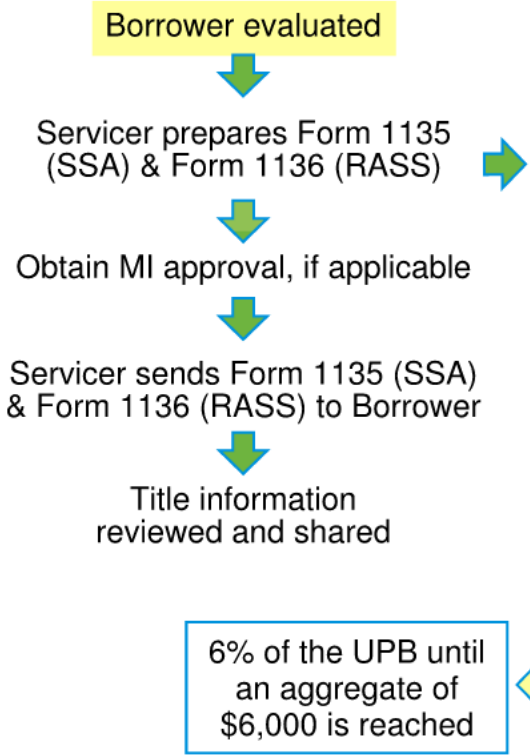 Borrower evaluated
Servicer prepares Form 1135
(SSA) & Form 1136 (RASS)
Obtain MI approval, if applicable
Servicer sends Form 1135 (SSA)
& Form 1136 (RASS) to Borrower
Title information
reviewed and shared
6% of the UPB until
an aggregate of
$6,000 is reached